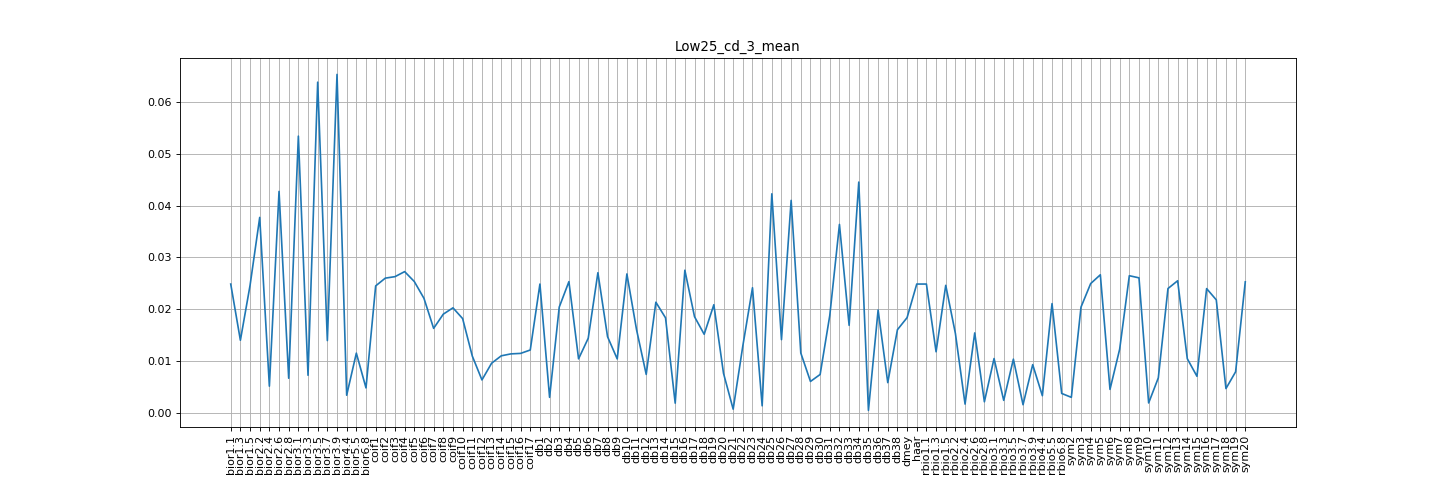 Low25_cd_3_mean
0.06
0.05
0.04
0.03
0.02
0.01
0.00
bior1.1
bior1.3
bior1.5
bior2.2
bior2.4
bior2.6
bior2.8
bior3.1
bior3.3
bior3.5
bior3.7
bior3.9
bior4.4
bior5.5
bior6.8
coif1
coif2
coif3
coif4
coif5
coif6
coif7
coif8
coif9
coif10
coif11
coif12
coif13
coif14
coif15
coif16
coif17
db1
db2
db3
db4
db5
db6
db7
db8
db9
db10
db11
db12
db13
db14
db15
db16
db17
db18
db19
db20
db21
db22
db23
db24
db25
db26
db27
db28
db29
db30
db31
db32
db33
db34
db35
db36
db37
db38
dmey
haar
rbio1.1
rbio1.3
rbio1.5
rbio2.2
rbio2.4
rbio2.6
rbio2.8
rbio3.1
rbio3.3
rbio3.5
rbio3.7
rbio3.9
rbio4.4
rbio5.5
rbio6.8
sym2
sym3
sym4
sym5
sym6
sym7
sym8
sym9
sym10
sym11
sym12
sym13
sym14
sym15
sym16
sym17
sym18
sym19
sym20